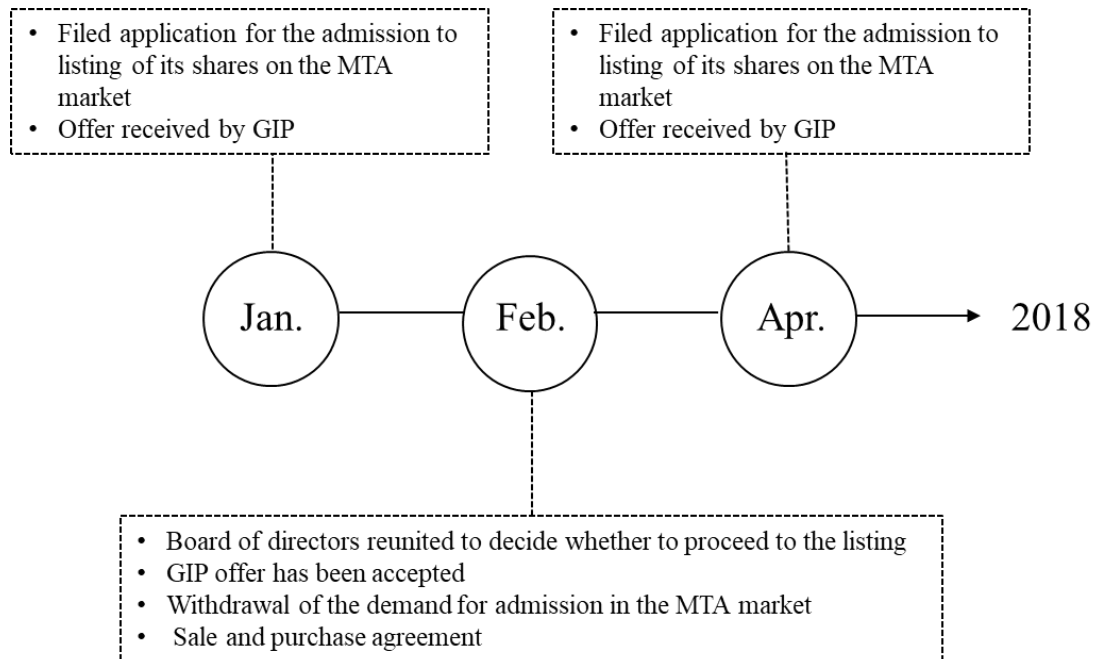 • Filed application for the admission to
listing of its shares on the MTA
market
• Offer received by GIP
• Filed application for the admission to
listing of its shares on the MTA
market
• Offer received by GIP
Jan.
Feb.
Apr.
2018
• Board of directors reunited to decide whether to proceed to the listing
• GIP offer has been accepted
• Withdrawal of the demand for admission in the MTA market
• Sale and purchase agreement